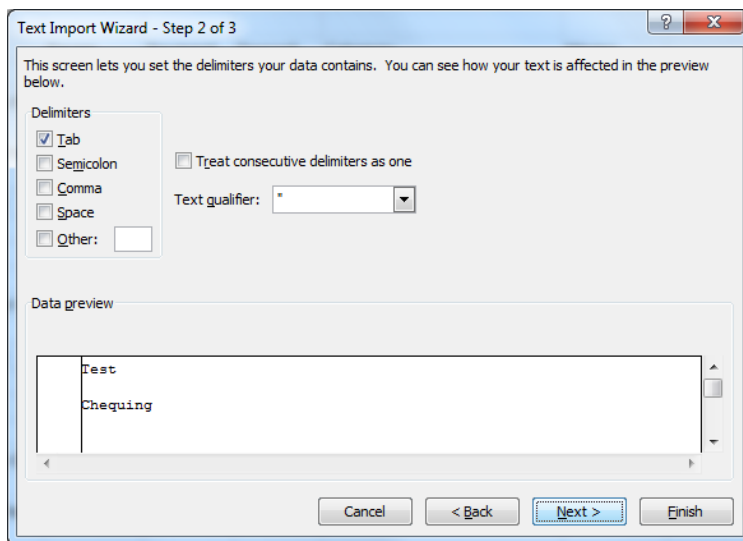 Text Import Wizard - Step 2 of 3
This screen lets you set the delimiters your data contains. You can see how your text is affected in the preview
below.
Delimiters
Tab
Semicolon
Comma
Space
Other:
Treat consecutive delimiters as one
Text qualifier: "
Data preview
Test
Chequing
Cancel
< Back
Next >
Finish